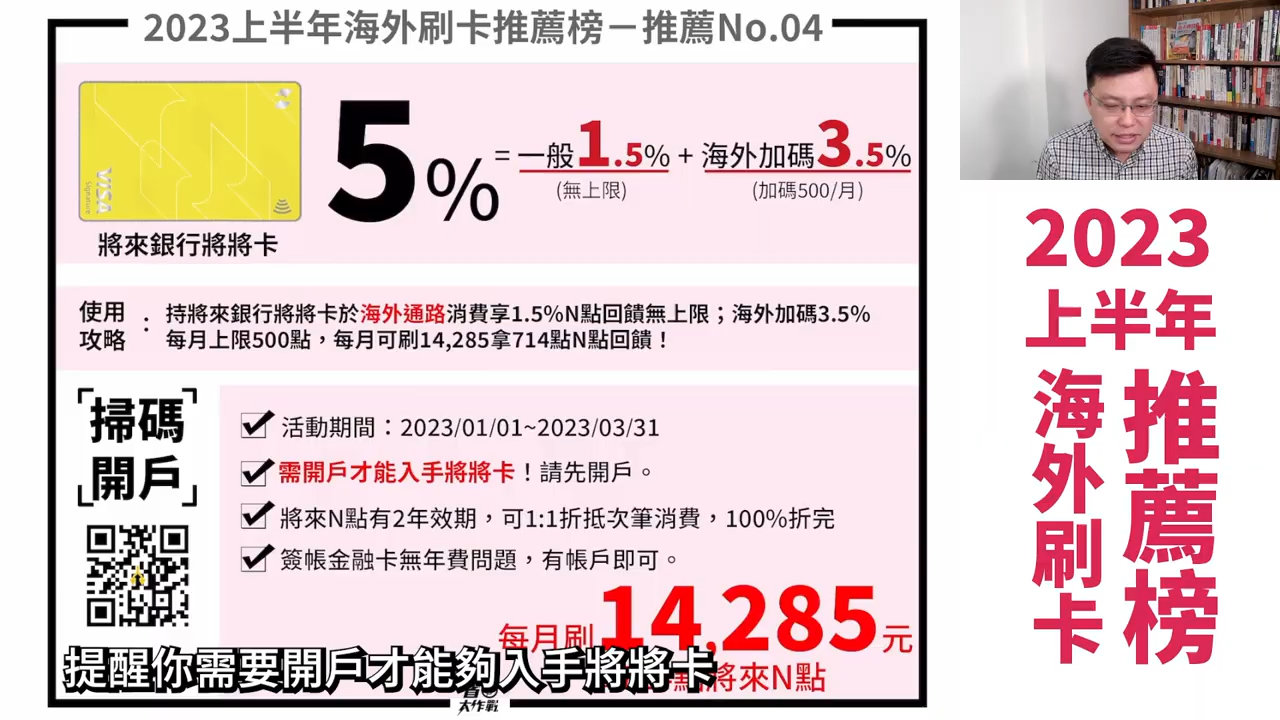 2023上半年海外刷卡推薦榜－推薦No.04
VISA
Signature
將來銀行將將卡
5%
=一般1.5%+海外加碼3.5%
(無上限)
(加碼500/月)
使用
攻略
：
持將來銀行將將卡於海外通路消費享1.5%N點回饋無上限；海外加碼3.5%
每月上限500點，每月可刷14,285拿714點N點回饋！
掃碼
開戶
活動期間：2023/01/01~2023/03/31
需開戶才能入手將將卡！請先開戶。
將來N點有2年效期，可1:1折抵次筆消費，100%折完
簽帳金融卡無年費問題，有帳戶即可。
每月刷14,285元
將來N點
提醒你需要開戶才能夠入手將將卡
大作戰
2023
上半年
海外刷卡
推薦榜